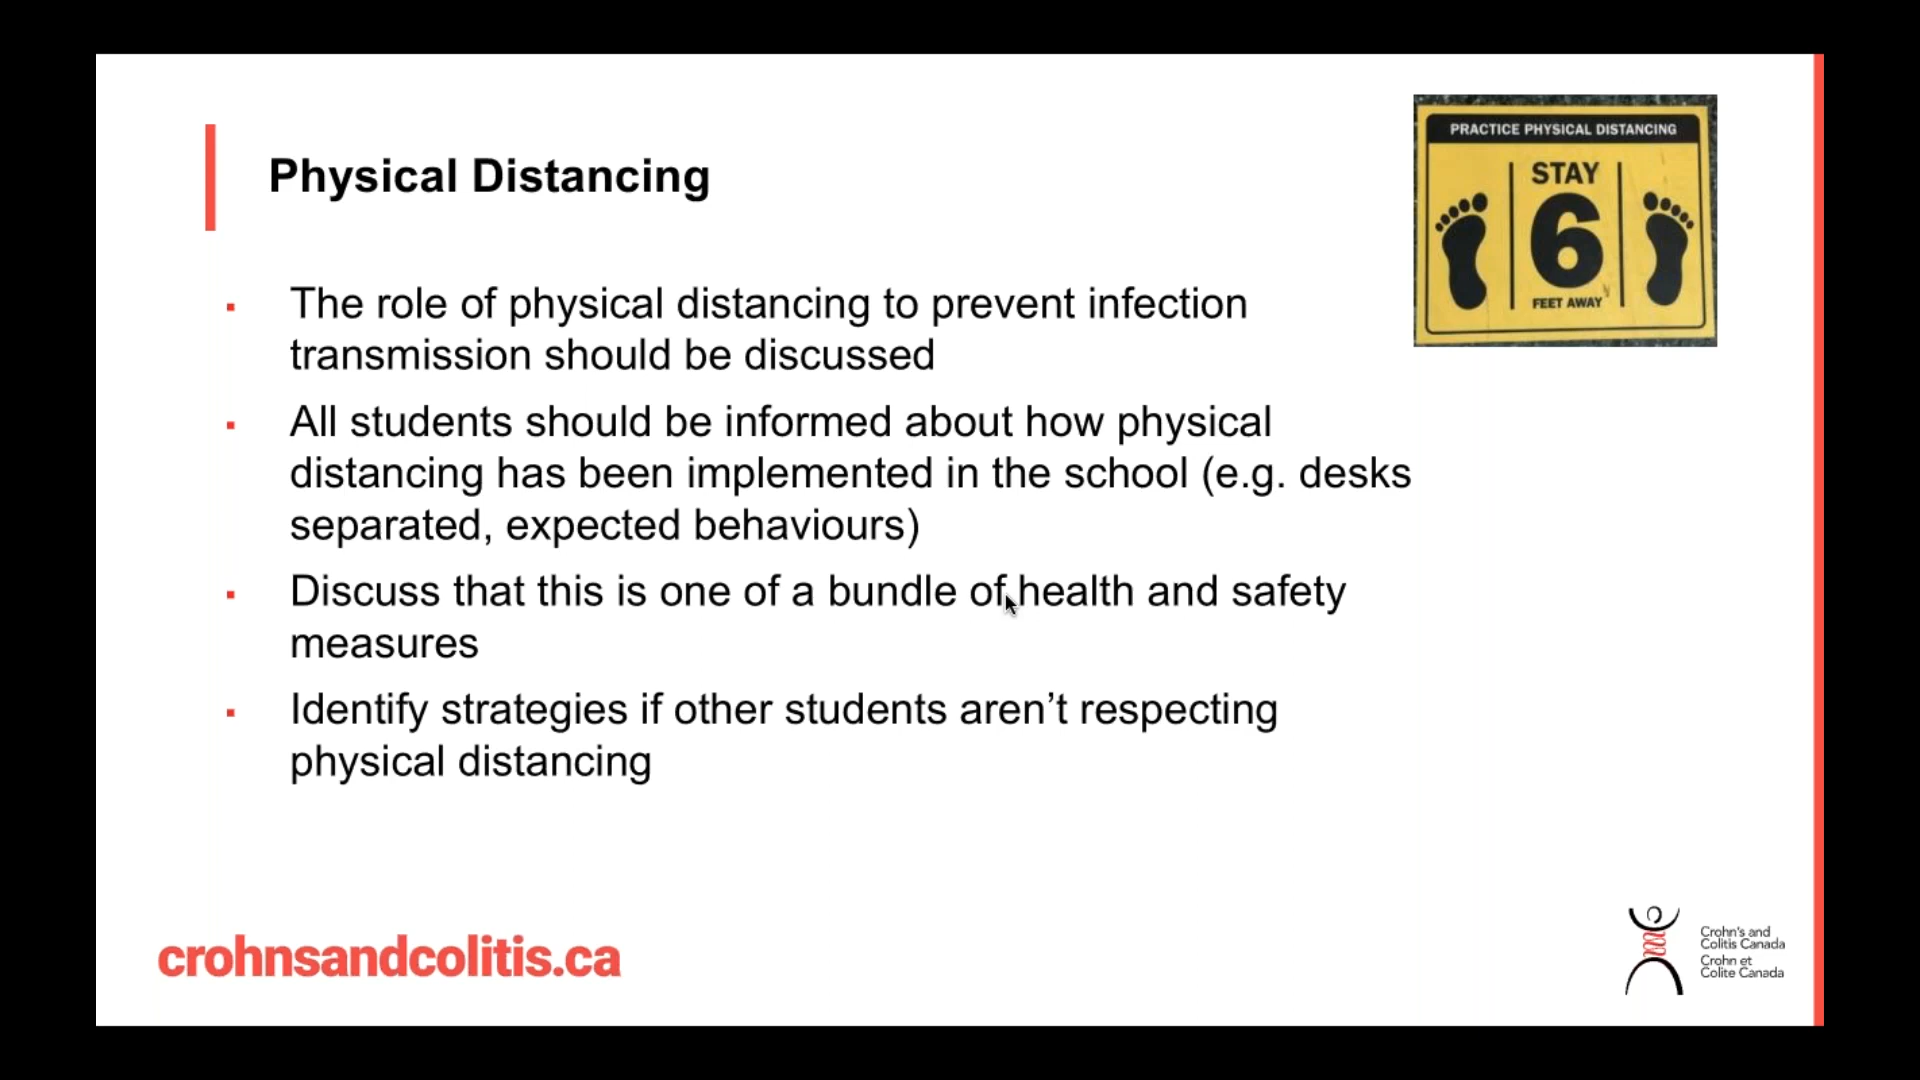 Physical Distancing
PRACTICE PHYSICAL DISTANCING
STAY
6
FEET AWAY
The role of physical distancing to prevent infection
transmission should be discussed
All students should be informed about how physical
distancing has been implemented in the school (e.g. desks
separated, expected behaviours)
Discuss that this is one of a bundle of health and safety
measures
Identify strategies if other students aren’t respecting
physical distancing
crohnsandcolitis.ca
Crohn's and
Colitis Canada
Crohn et
Colite Canada